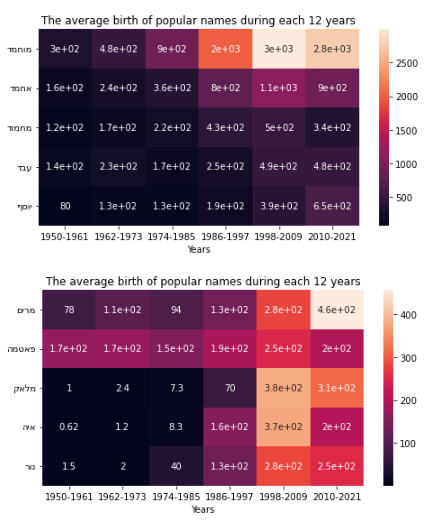 The average birth of popular names during each 12 years
מוחמד 3e+02 4.8e+02 9e+02 2e+03 3e+03 2.8e+03
אחמד 1.6e+02 2.4e+02 3.6e+02 8e+02 1.1e+03 9e+02
מחמוד 1.2e+02 1.7e+02 2.2e+02 4.3e+02 5e+02 3.4e+02
עבד 1.4e+02 2.3e+02 1.7e+02 2.5e+02 4.9e+02 4.8e+02
יוסף 80 1.3e+02 1.3e+02 1.9e+02 3.9e+02 6.5e+02
1950-1961 1962-1973 1974-1985 1986-1997 1998-2009 2010-2021
Years
2500
2000
1500
1000
500
The average birth of popular names during each 12 years
מרים 78 1.1e+02 94 1.3e+02 2.8e+02 4.6e+02
פאטמה 1.7e+02 1.7e+02 1.5e+02 1.9e+02 2.5e+02 2e+02
מלאק 1 2.4 7.3 70 3.8e+02 3.1e+02
איה 0.62 1.2 8.3 1.6e+02 3.7e+02 2e+02
נור 1.5 2 40 1.3e+02 2.8e+02 2.5e+02
1950-1961 1962-1973 1974-1985 1986-1997 1998-2009 2010-2021
Years
400
300
200
100